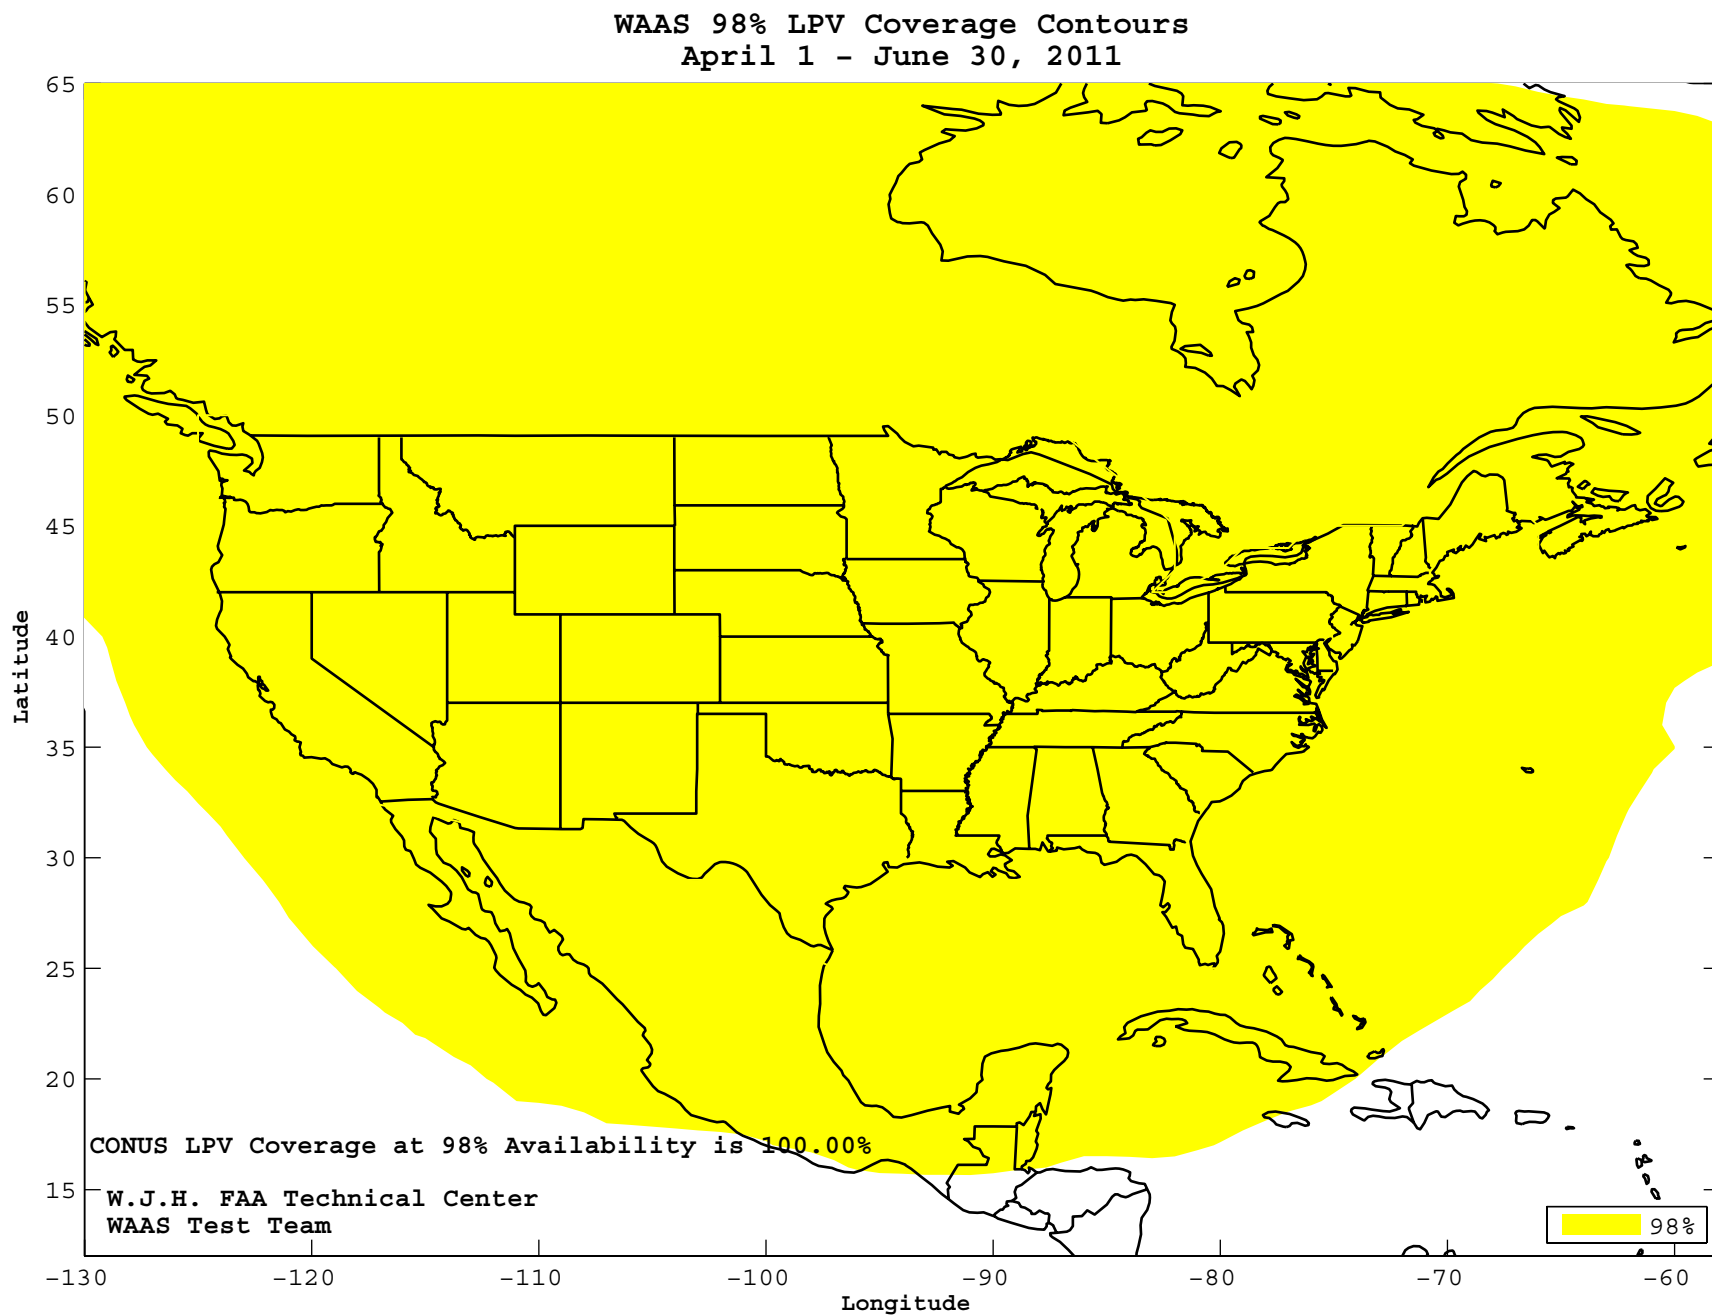 WAAS 98% LPV Coverage Contours
April 1 - June 30, 2011
65
60
55
50
45
40
35
30
25
20
15
Latitude
CONUS LPV Coverage at 98% Availability is 100.00%
W.J.H. FAA Technical Center
WAAS Test Team
98%
-130 -120 -110 -100 -90 -80 -70 -60
Longitude